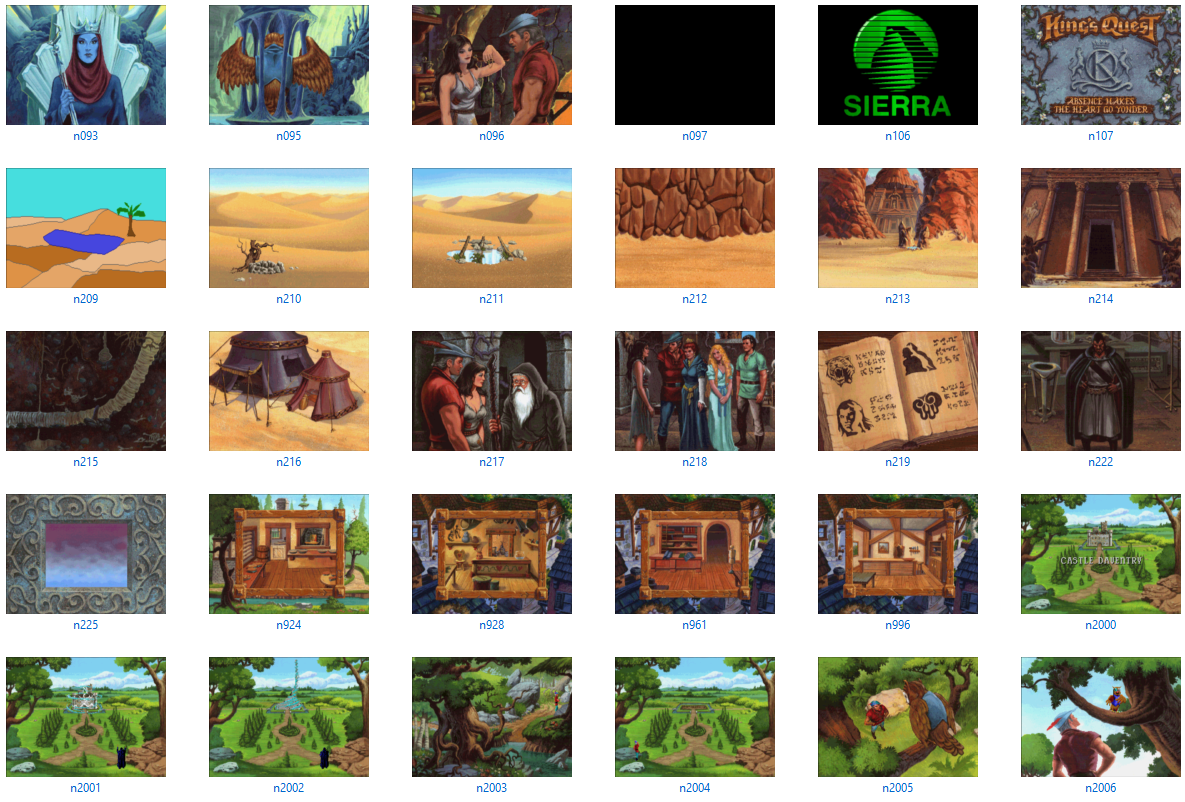 n093
n095
n096
n097
SIERRA
n106
King's Quest
ABSENCE MAKES
THE HEART GO YONDER
n107
n209
n210
n211
n212
n213
n214
n215
n216
n217
n218
n219
n222
n225
n924
n928
n961
n996
CASTLE DAVENTRY
n2000
n2001
n2002
n2003
n2004
n2005
n2006